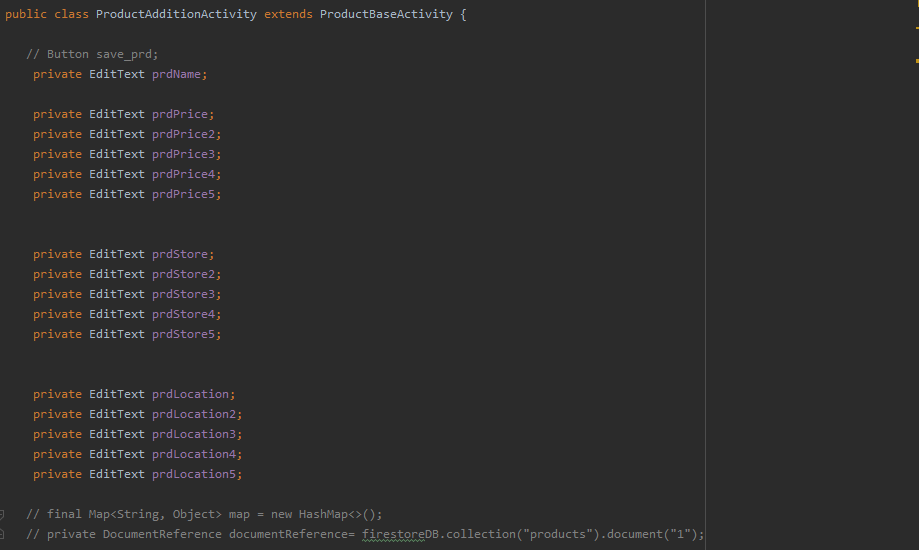 public class ProductAdditionActivity extends ProductBaseActivity {
// Button save_prd;
private EditText prdName;
private EditText prdPrice;
private EditText prdPrice2;
private EditText prdPrice3;
private EditText prdPrice4;
private EditText prdPrice5;
private EditText prdStore;
private EditText prdStore2;
private EditText prdStore3;
private EditText prdStore4;
private EditText prdStore5;
private EditText prdLocation;
private EditText prdLocation2;
private EditText prdLocation3;
private EditText prdLocation4;
private EditText prdLocation5;
// final Map<String, Object> map = new HashMap<>();
// private DocumentReference documentReference= firestoreDB.collection("products").document("1");